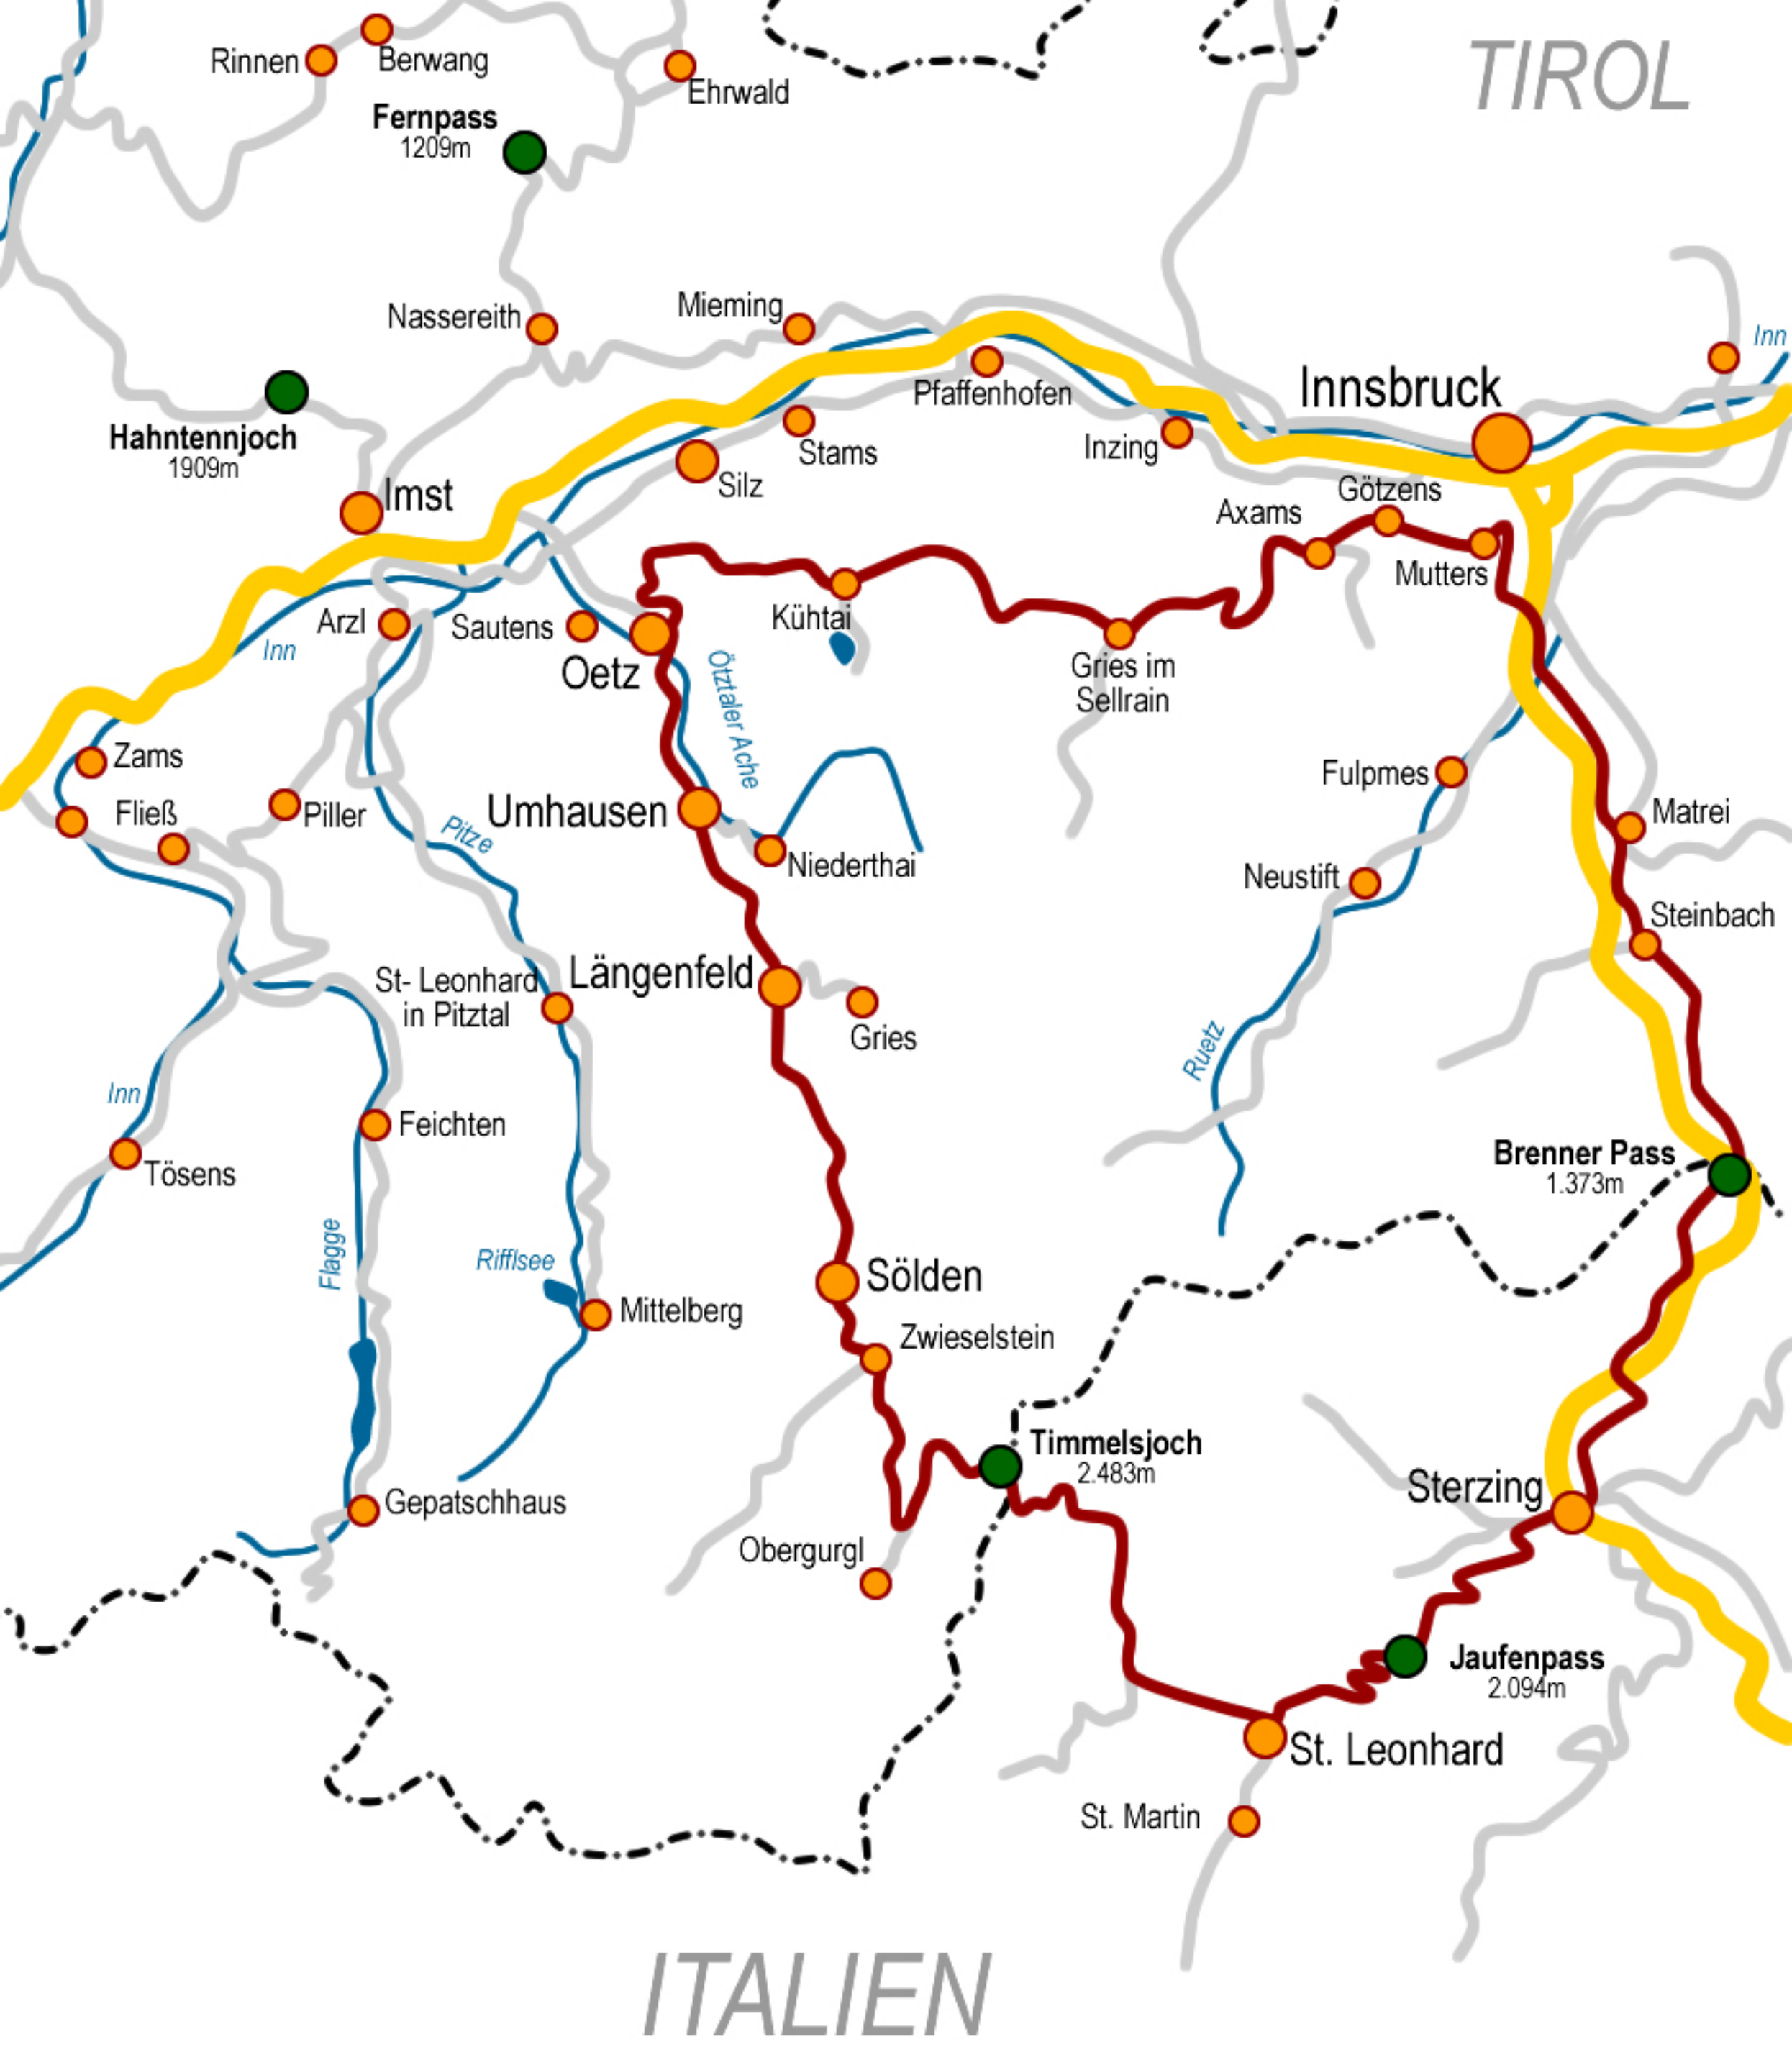 TIROL
Rinnen
Berwang
Ehrwald
Fernpass
1209m
Nassereith
Mieming
Inn
Pfaffenhofen
Innsbruck
Hahntennjoch
1909m
Stams
Inzing
Silz
Imst
Götzens
Axams
Mutters
Arzl
Sautens
Kühtai
Inn
Oetz
Ötztaler Ache
Gries im
Sellrain
Zams
Fließ
Piller
Pitze
Umhausen
Niederthai
Fulpmes
Matrei
Neustift
Steinbach
St- Leonhard
in Pitztal
Längenfeld
Gries
Ruetz
Inn
Feichten
Tösens
Brenner Pass
1.373m
Flagge
Rifflsee
Mittelberg
Sölden
Zwieselstein
Timmelsjoch
2.483m
Sterzing
Gepatschhaus
Obergurgl
Jaufenpass
2.094m
St. Leonhard
St. Martin
ITALIEN